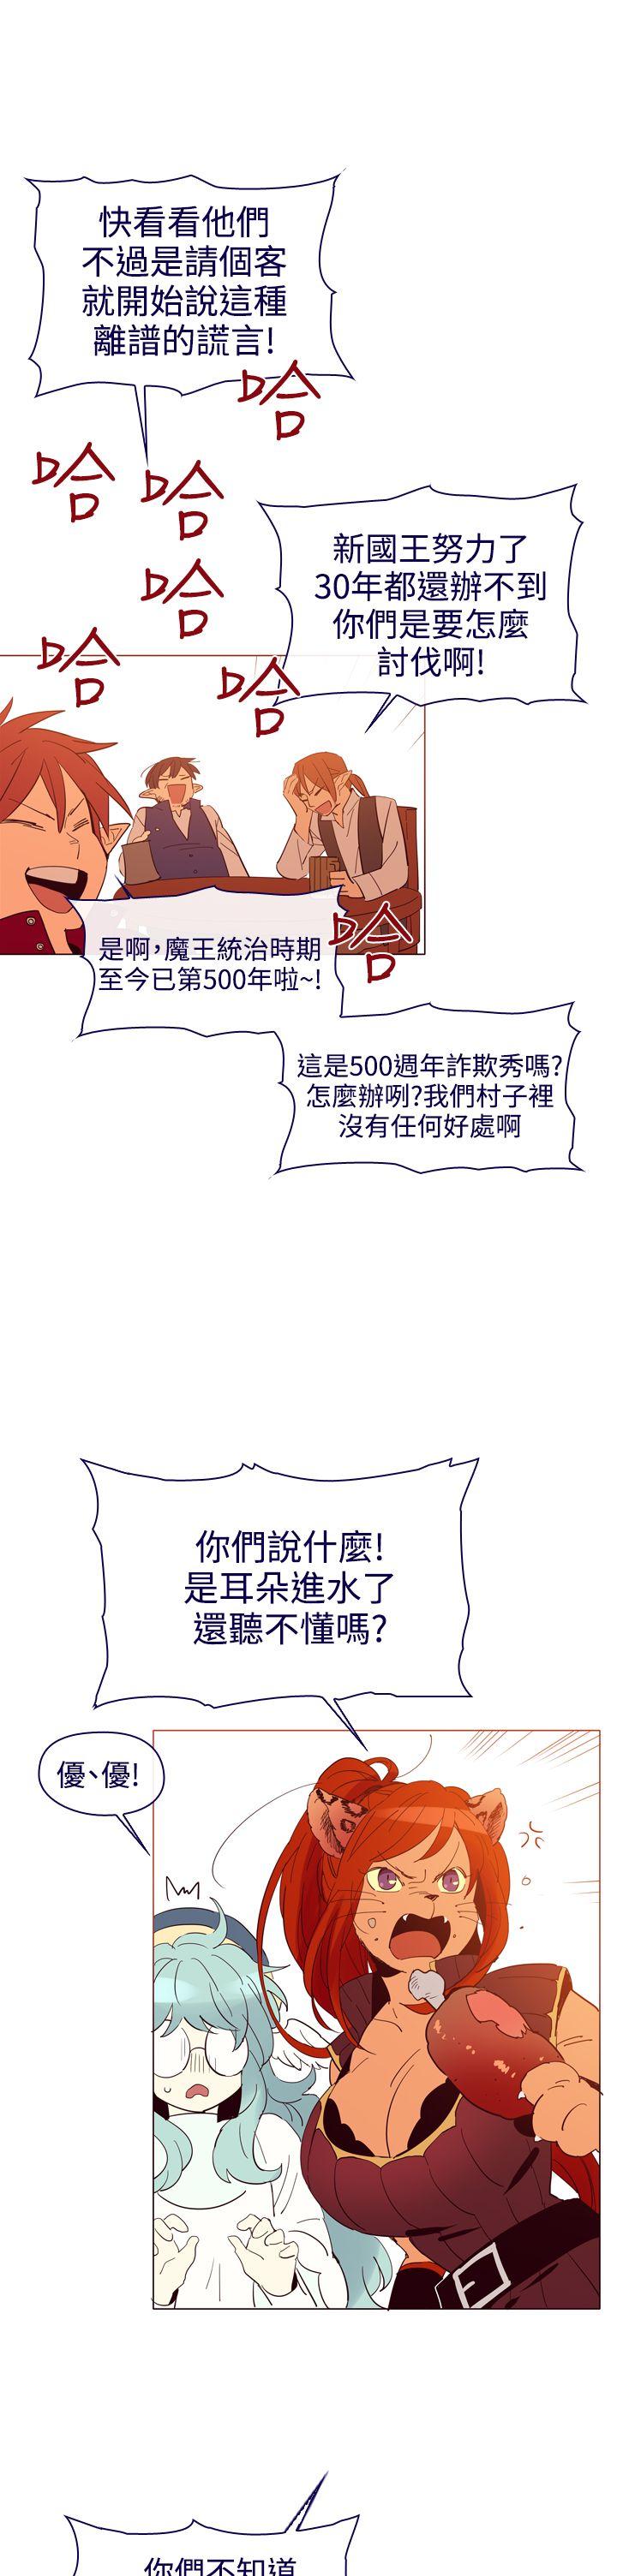 快看看他們
不過是請個客
就開始說這種
離譜的謊言!
哈
哈
哈
新國王努力了
30年都還辦不到
你們是要怎麼
討伐啊!
哈
哈
哈
是啊,魔王統治時期
至今已第500年啦~!
哈
這是500週年詐欺秀嗎?
怎麼辦咧?我們村子裡
沒有任何好處啊
你們說什麼!
是耳朵進水了
還聽不懂嗎?
優、優!
你們不知道